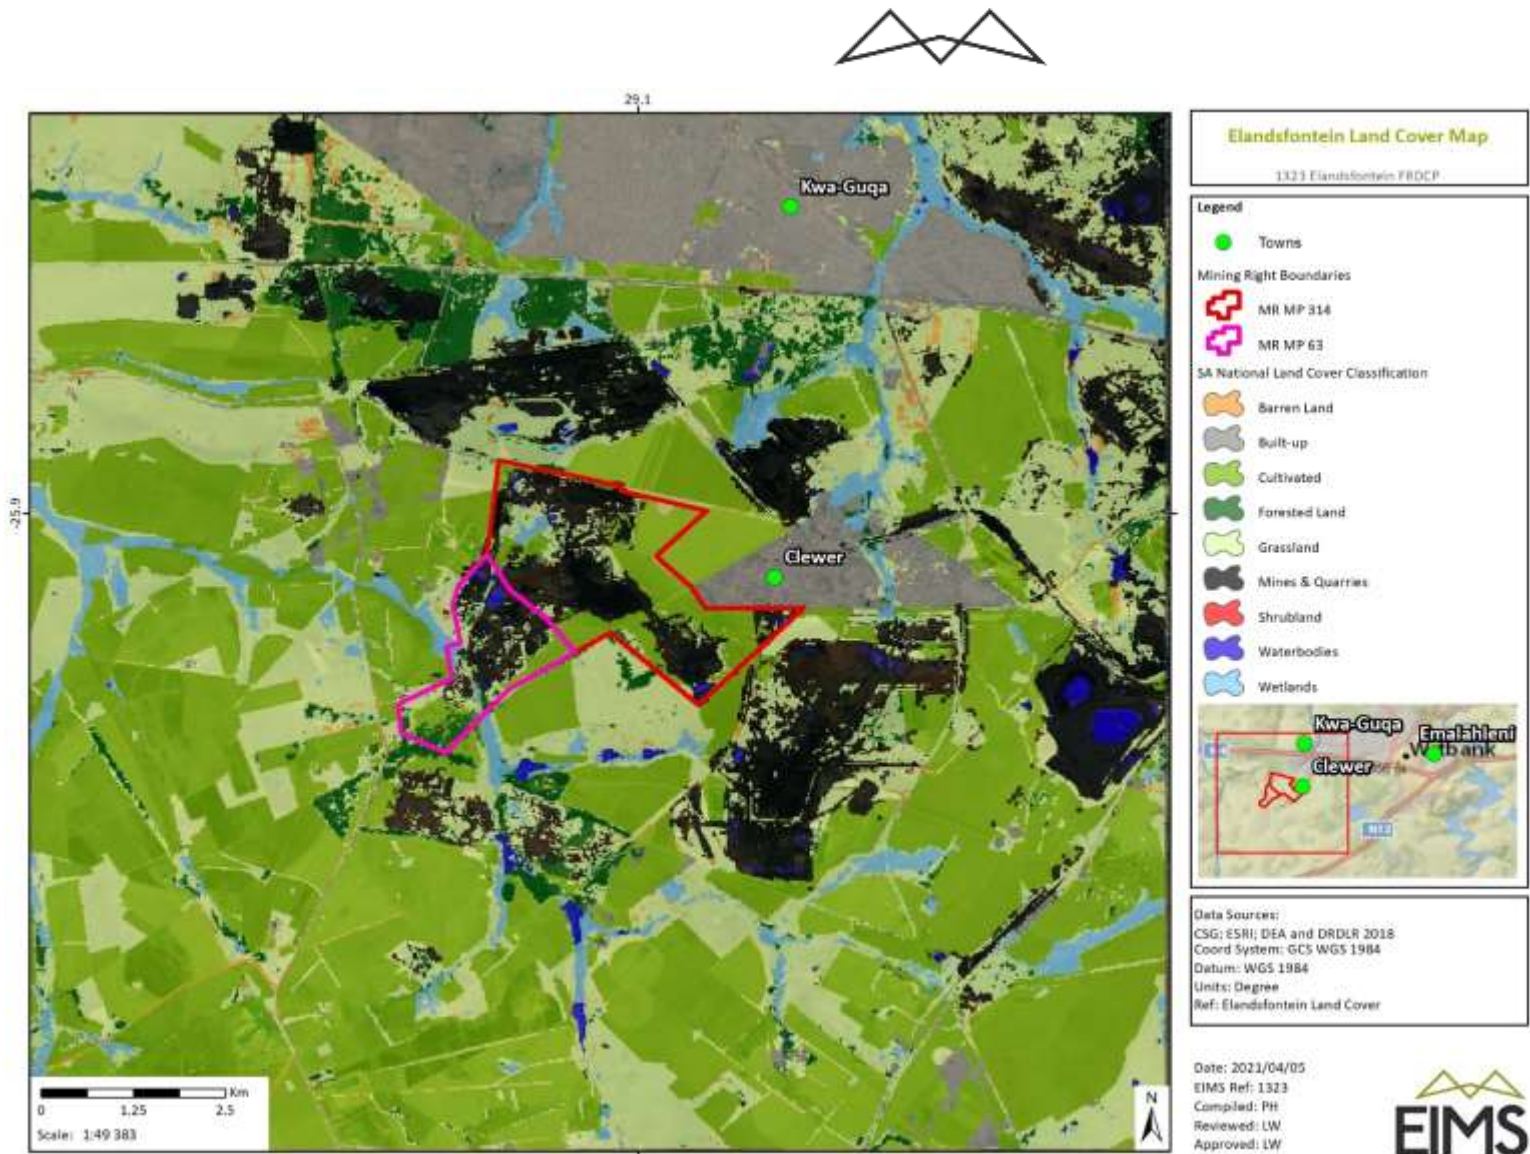 29.1
Elandsfontein Land Cover Map
1323 Elandsfontein FRDCP
Kwa-Guqa
Legend
Towns
Mining Right Boundaries
MR MP 314
MR MP 63
SA National Land Cover Classification
Barren Land
Built-up
Cultivated
-25.9
Forested Land
Grassland
Clewer
Mines & Quarries
Shrubland
Waterbodies
Wetlands
Kwa-Guqa
Emalahleni
Witbank
Clewer
N12
Data Sources:
CSG; ESRI; DEA and DRDLR 2018
Coord System: GCS WGS 1984
Datum: WGS 1984
Units: Degree
Ref: Elandsfontein Land Cover
Km
0 1.25 2.5
Scale: 1:49 383
N
Date: 2021/04/05
EIMS Ref: 1323
Compiled: PH
Reviewed: LW
Approved: LW
EIMS